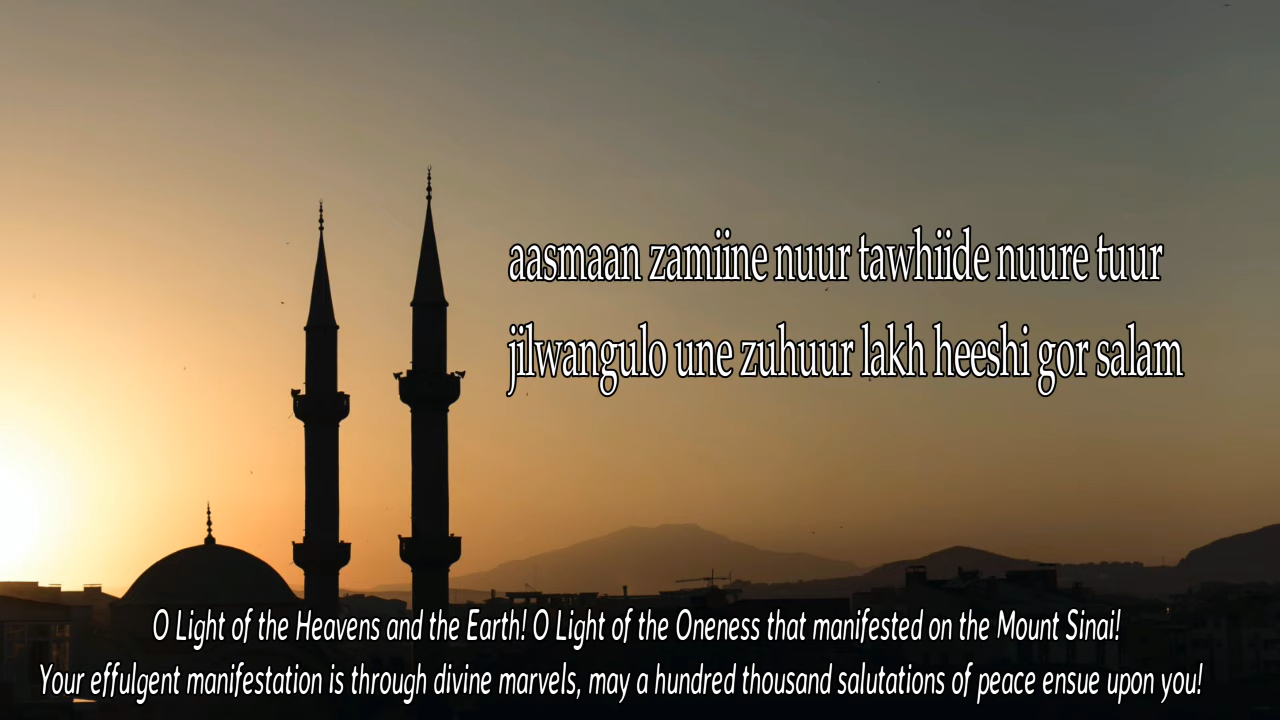 aasmaan zamiine nuur tawhiide nuure tuur
jilwangulo une zuhuur lakh heeshi gor salam
O Light of the Heavens and the Earth! O Light of the Oneness that manifested on the Mount Sinai!
Your effulgent manifestation is through divine marvels, may a hundred thousand salutations of peace ensue upon you!